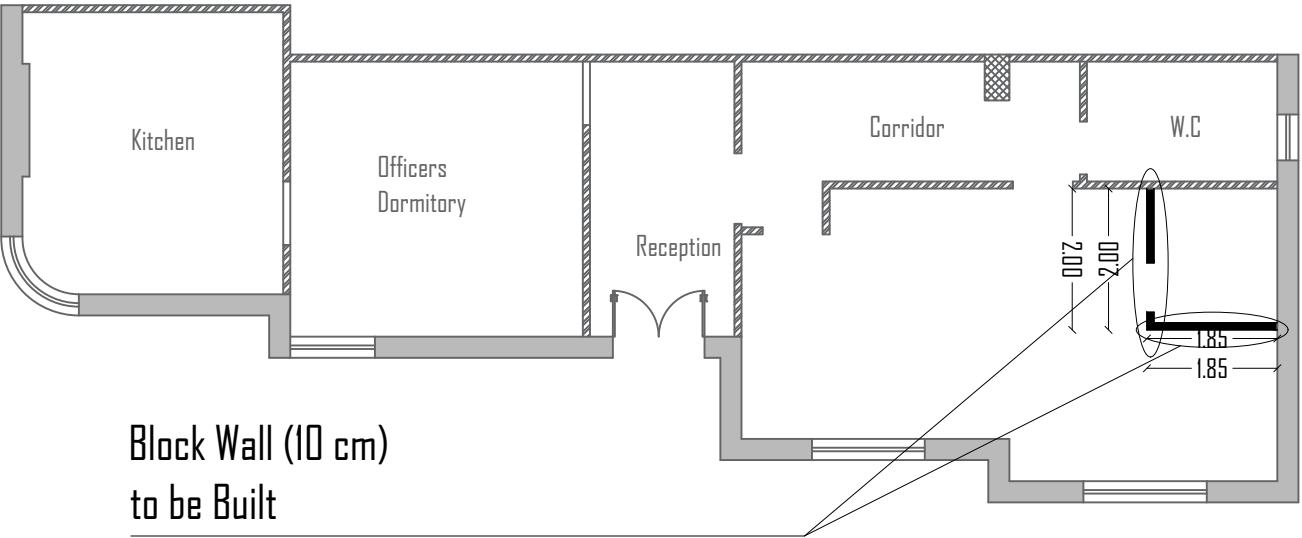 Kitchen
Officers
Dormitory
Reception
Corridor
W.C
2.00
2.00
1.85
1.85
Block Wall (10 cm)
to be Built